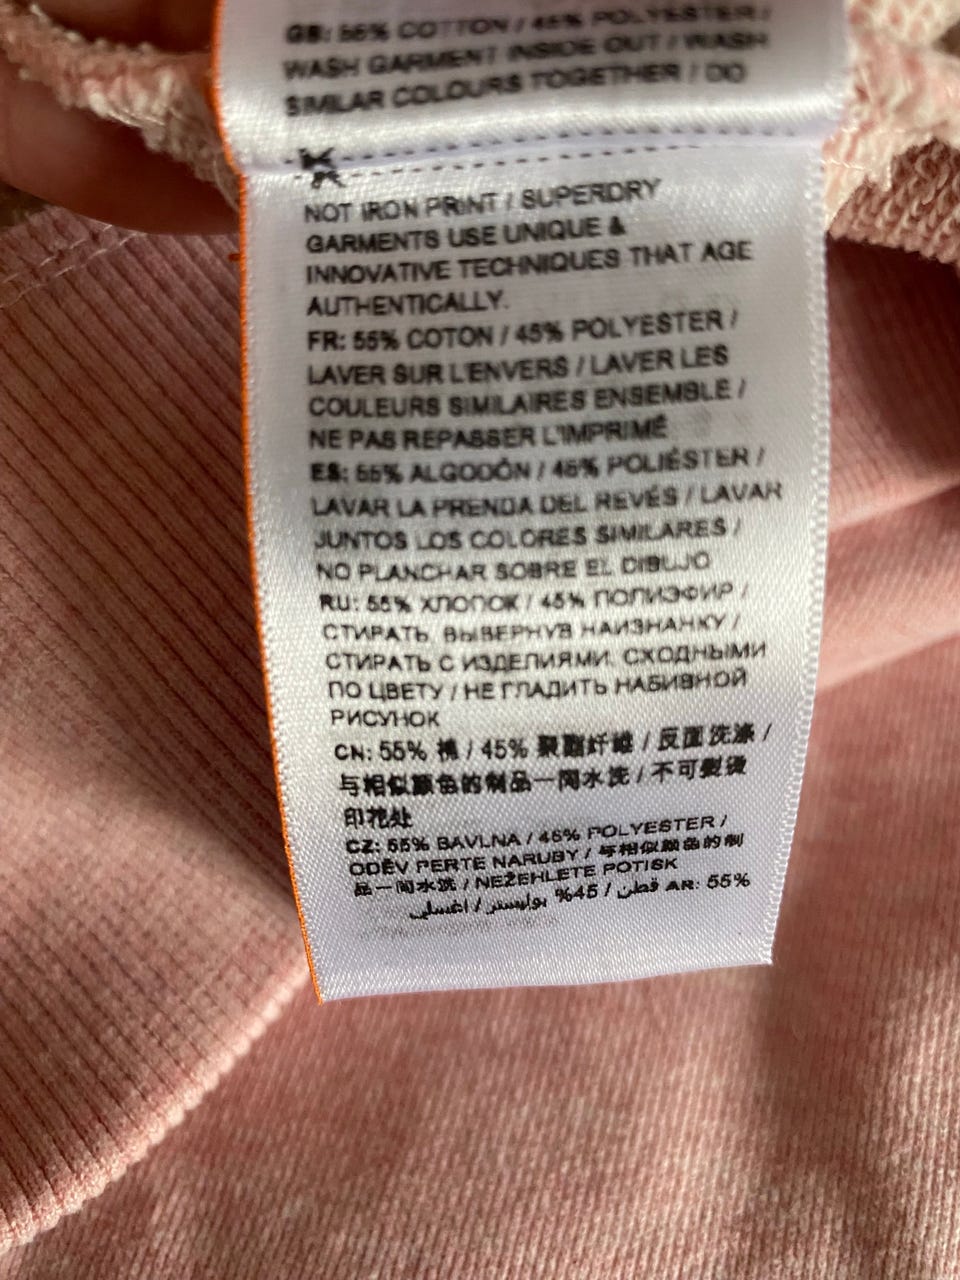 GB: 55% COTTON / 45% POLYESTER /
WASH GARMENT INSIDE OUT / WASH
SIMILAR COLOURS TOGETHER / DO
NOT IRON PRINT / SUPERDRY
GARMENTS USE UNIQUE &
INNOVATIVE TECHNIQUES THAT AGE
AUTHENTICALLY.
FR: 55% COTON / 45% POLYESTER /
LAVER SUR L'ENVERS / LAVER LES
COULEURS SIMILAIRES ENSEMBLE /
NE PAS REPASSER L'IMPRIMÉ
ES: 55% ALGODÓN / 45% POLIÉSTER /
LAVAR LA PRENDA DEL REVÉS / LAVAR
JUNTOS LOS COLORES SIMILARES /
NO PLANCHAR SOBRE EL DIBUJO
RU: 55% ХЛОПОК / 45% ПОЛИЭФИР /
СТИРАТЬ, ВЫВЕРНУВ НАИЗНАНКУ /
СТИРАТЬ С ИЗДЕЛИЯМИ, СХОДНЫМИ
ПО ЦВЕТУ / НЕ ГЛАДИТЬ НАБИВНОЙ
РИСУНОК
CN: 55% 棉 / 45% 聚酯纤维 / 反面洗涤 /
与相似颜色的制品一同水洗 / 不可熨烫
印花处
CZ: 55% BAVLNA / 45% POLYESTER /
ODĚV PERTE NARUBY / 与相似颜色的制
品一同水洗 / NEŽEHLETE POTISK
AR: 55% قطن / 45% بوليستر / اغسلي